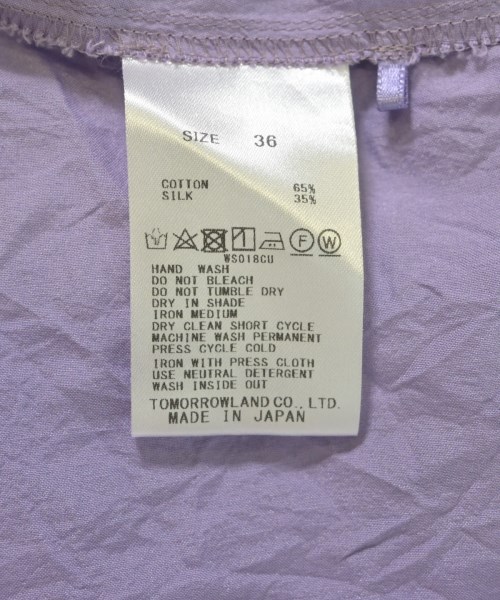 SIZE 36
COTTON 65%
SILK 35%
F W
WS018CU
HAND WASH
DO NOT BLEACH
DO NOT TUMBLE DRY
DRY IN SHADE
IRON MEDIUM
DRY CLEAN SHORT CYCLE
MACHINE WASH PERMANENT
PRESS CYCLE COLD
IRON WITH PRESS CLOTH
USE NEUTRAL DETERGENT
WASH INSIDE OUT
TOMORROWLAND CO., LTD.
MADE IN JAPAN